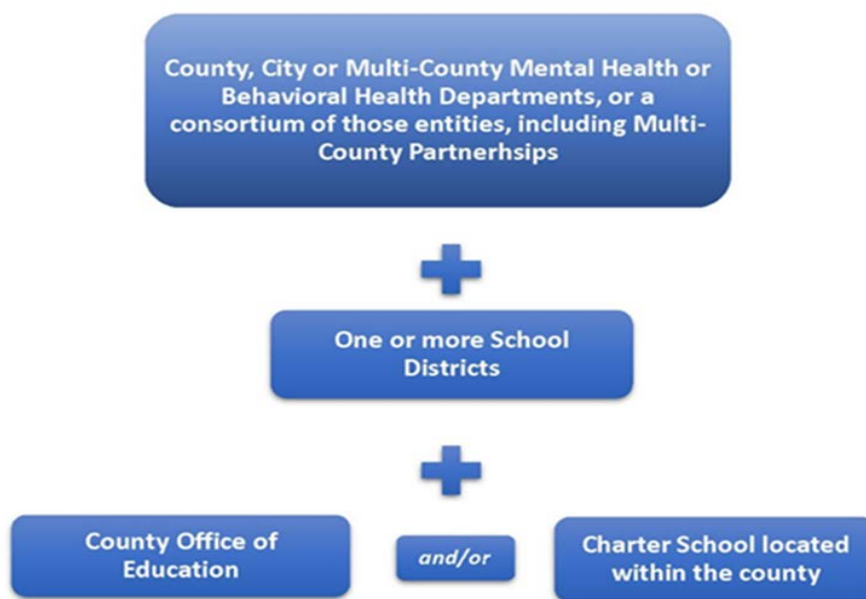 County, City or Multi-County Mental Health or
Behavioral Health Departments, or a
consortium of those entities, including Multi-
County Partnerhsips
One or more School
Districts
County Office of
Education
and/or
Charter School located
within the county